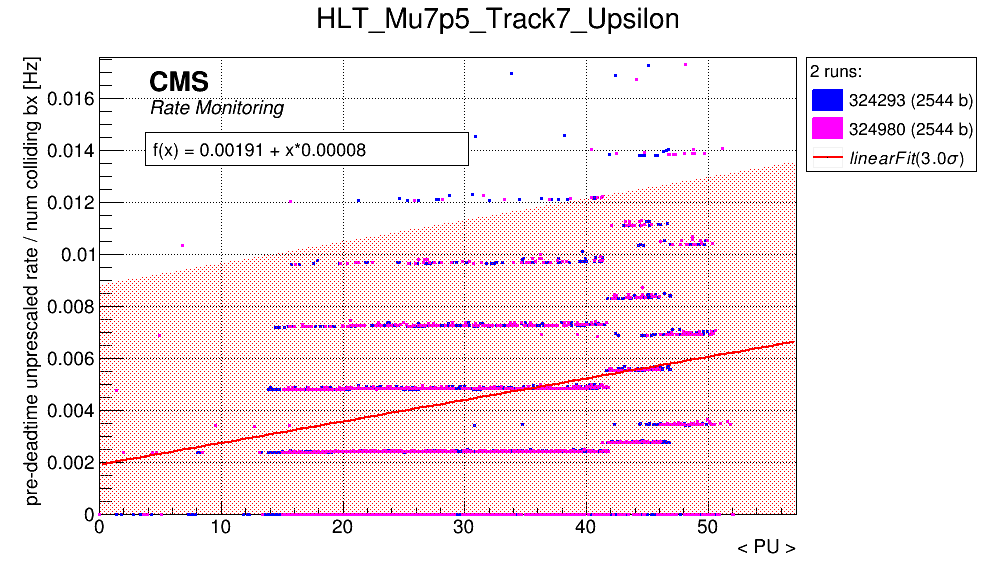 HLT_Mu7p5_Track7_Upsilon
pre-deadtime unprescaled rate / num colliding bx [Hz]
CMS
Rate Monitoring
f(x) = 0.00191 + x*0.00008
0.016
0.014
0.012
0.01
0.008
0.006
0.004
0.002
0
0 10 20 30 40 50
< PU >
2 runs:
324293 (2544 b)
324980 (2544 b)
linearFit(3.0σ)